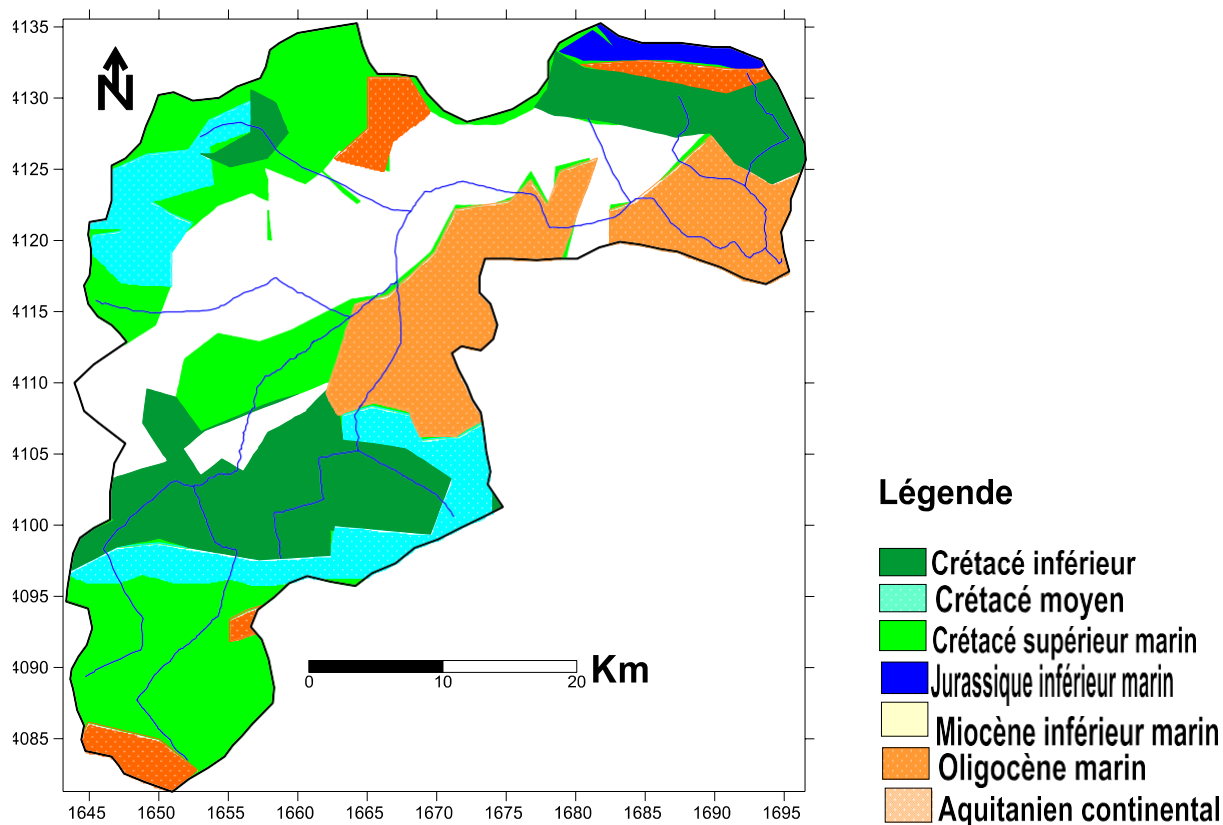 4135
4130
4125
4120
4115
4110
4105
4100
4095
4090
4085
N
0 10 20 Km
1645 1650 1655 1660 1665 1670 1675 1680 1685 1690 1695
Légende
Crétacé inférieur
Crétacé moyen
Crétacé supérieur marin
Jurassique inférieur marin
Miocène inférieur marin
Oligocène marin
Aquitanien continental